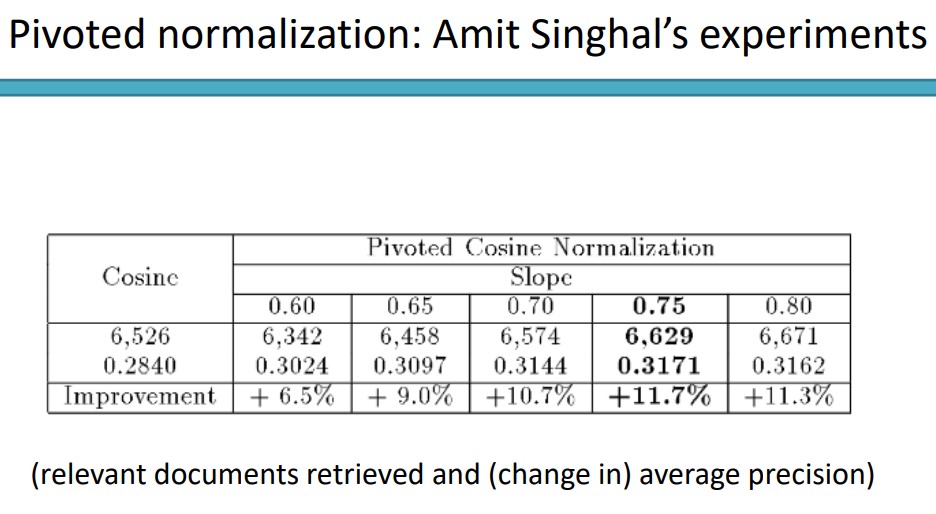 Pivoted normalization: Amit Singhal's experiments
Pivoted Cosine Normalization
Cosine
Slope
0.60 0.65 0.70 0.75 0.80
6,526 6,342 6,458 6,574 6,629 6,671
0.2840 0.3024 0.3097 0.3144 0.3171 0.3162
Improvement + 6.5% + 9.0% +10.7% +11.7% +11.3%
(relevant documents retrieved and (change in) average precision)